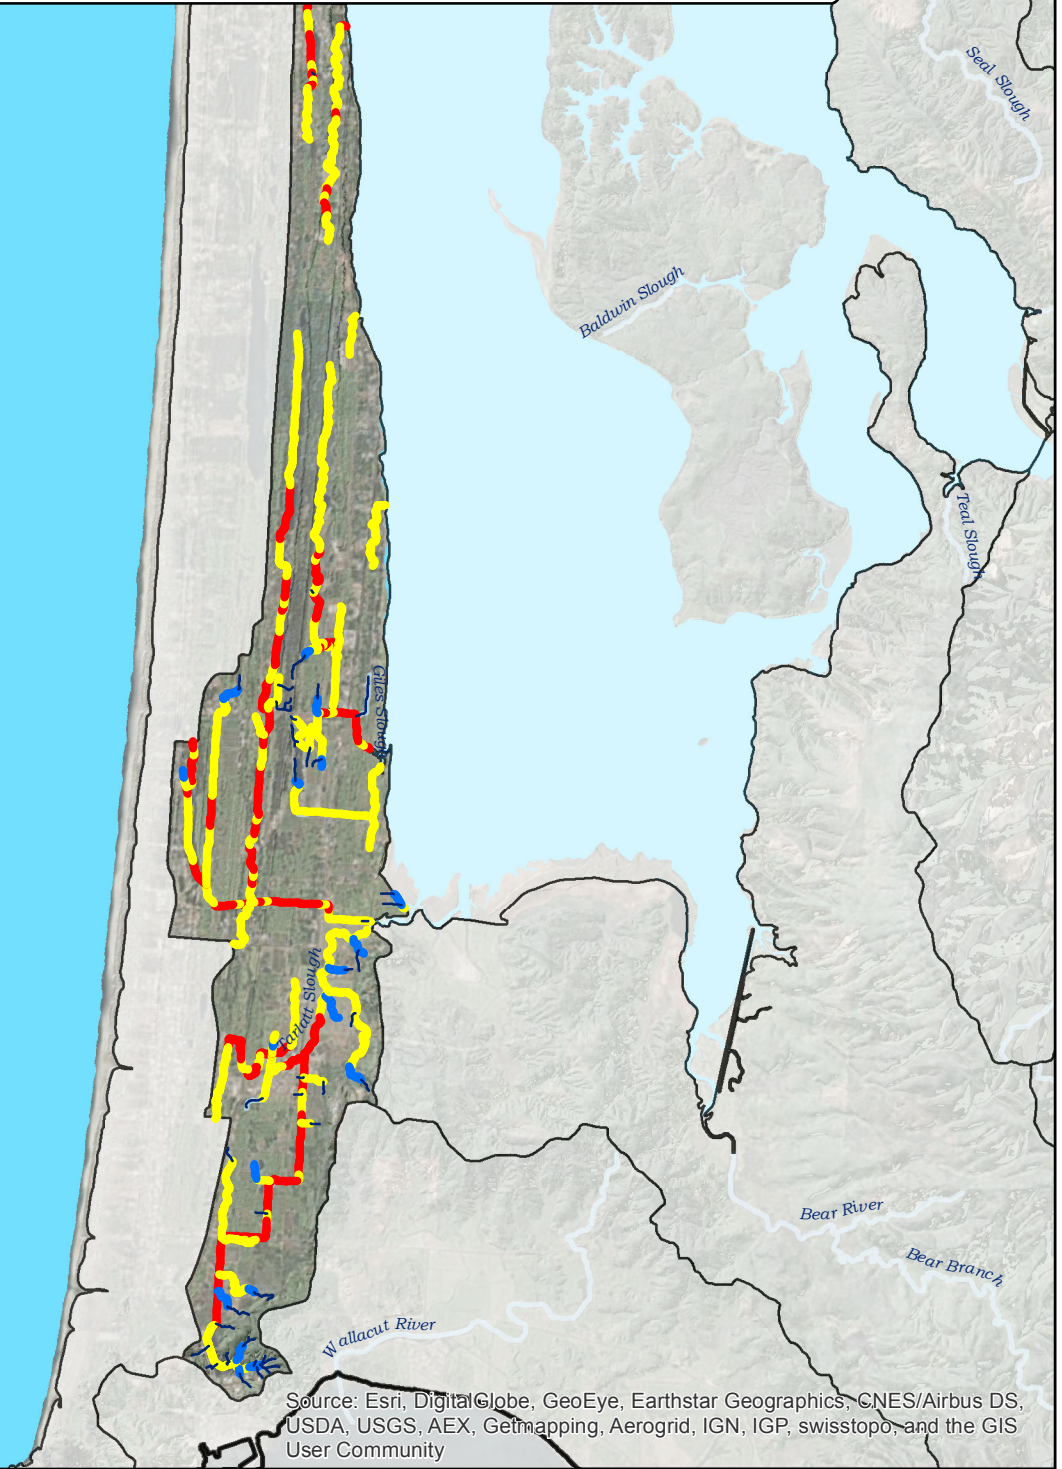 Seal Slough
Baldwin Slough
Teal Slough
Giles Slough
Tarlatt Slough
Bear River
Bear Branch
Wallacut River
Source: Esri, DigitalGlobe, GeoEye, Earthstar Geographics, CNES/Airbus DS,
USDA, USGS, AEX, Getmapping, Aerogrid, IGN, IGP, swisstopo, and the GIS
User Community